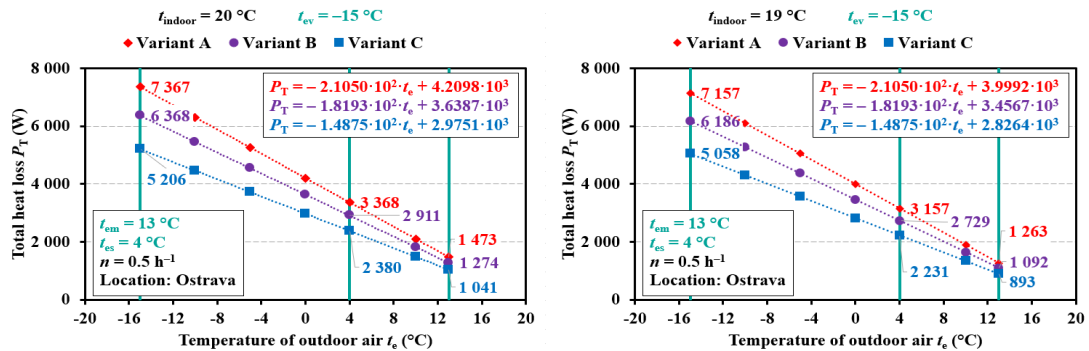 t_indoor = 20 °C t_ev = –15 °C
Variant A Variant B Variant C
8 000
6 000
4 000
2 000
0
Total heat loss P_T (W)
P_T = – 2.1050·10² t_e + 4.2098·10³
P_T = – 1.8193·10² t_e + 3.6387·10³
P_T = – 1.4875·10² t_e + 2.9751·10³
7 367
6 368
5 206
3 368
2 911
2 380
1 473
1 274
1 041
t_em = 13 °C
t_es = 4 °C
n = 0.5 h⁻¹
Location: Ostrava
-20 -16 -12 -8 -4 0 4 8 12 16 20
Temperature of outdoor air t_e (°C)
t_indoor = 19 °C t_ev = –15 °C
Variant A Variant B Variant C
8 000
6 000
4 000
2 000
0
Total heat loss P_T (W)
P_T = – 2.1050·10² t_e + 3.9992·10³
P_T = – 1.8193·10² t_e + 3.4567·10³
P_T = – 1.4875·10² t_e + 2.8264·10³
7 157
6 186
5 058
3 157
2 729
2 231
1 263
1 092
893
t_em = 13 °C
t_es = 4 °C
n = 0.5 h⁻¹
Location: Ostrava
-20 -16 -12 -8 -4 0 4 8 12 16 20
Temperature of outdoor air t_e (°C)